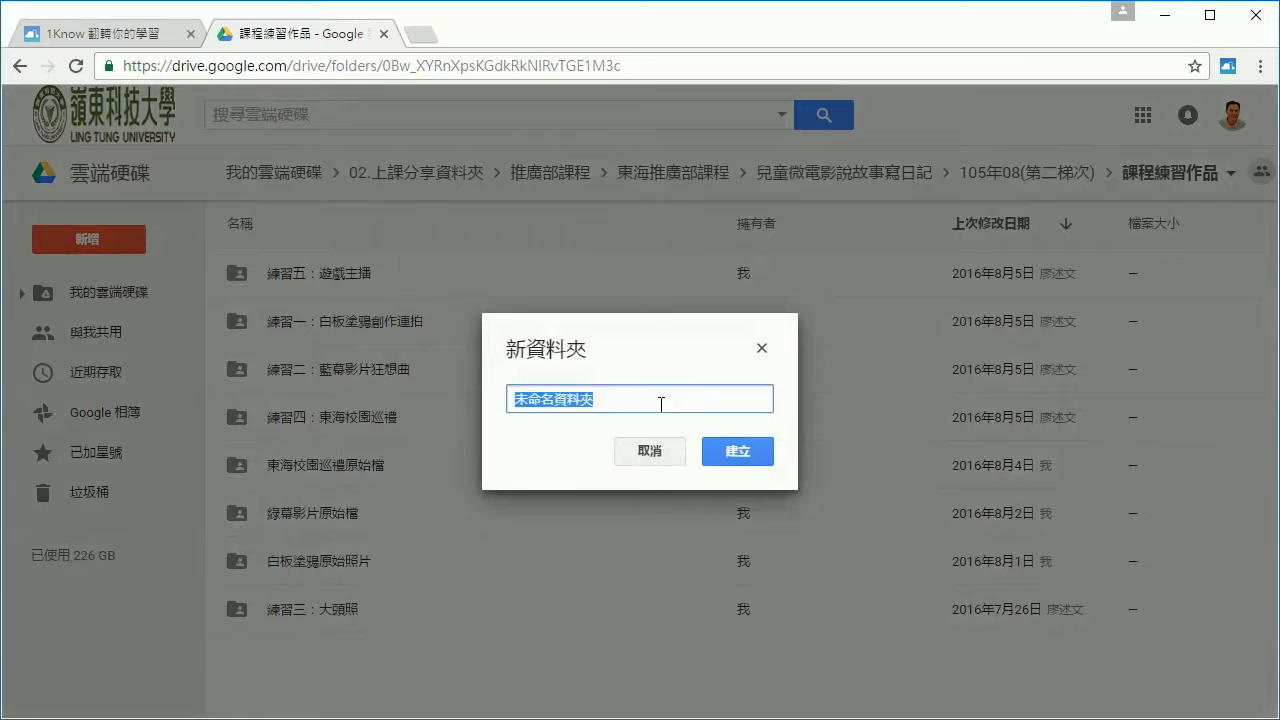 1Know 翻轉你的學習
課程練習作品 - Google
https://drive.google.com/drive/folders/0Bw_XYRnXpsKGdkRkNlRvTGE1M3c
嶺東科技大學
LING TUNG UNIVERSITY
搜尋雲端硬碟
雲端硬碟
我的雲端硬碟 > 02.上課分享資料夾 > 推廣部課程 > 東海推廣部課程 > 兒童微電影說故事寫日記 > 105年08(第二梯次) > 課程練習作品
新增
我的雲端硬碟
與我共用
近期存取
Google 相簿
已加星號
垃圾桶
已使用 226 GB
名稱 擁有者 上次修改日期 檔案大小
練習五：遊戲主播 我 2016年8月5日 廖述文 —
練習一：白板塗鴉創作連拍 2016年8月5日 廖述文 —
練習二：藍幕影片狂想曲 2016年8月5日 廖述文 —
練習四：東海校園巡禮 2016年8月5日 廖述文 —
東海校園巡禮原始檔 2016年8月4日 我 —
綠幕影片原始檔 我 2016年8月2日 我 —
白板塗鴉原始照片 我 2016年8月1日 我 —
練習三：大頭照 我 2016年7月26日 廖述文 —
新資料夾
未命名資料夾
取消 建立